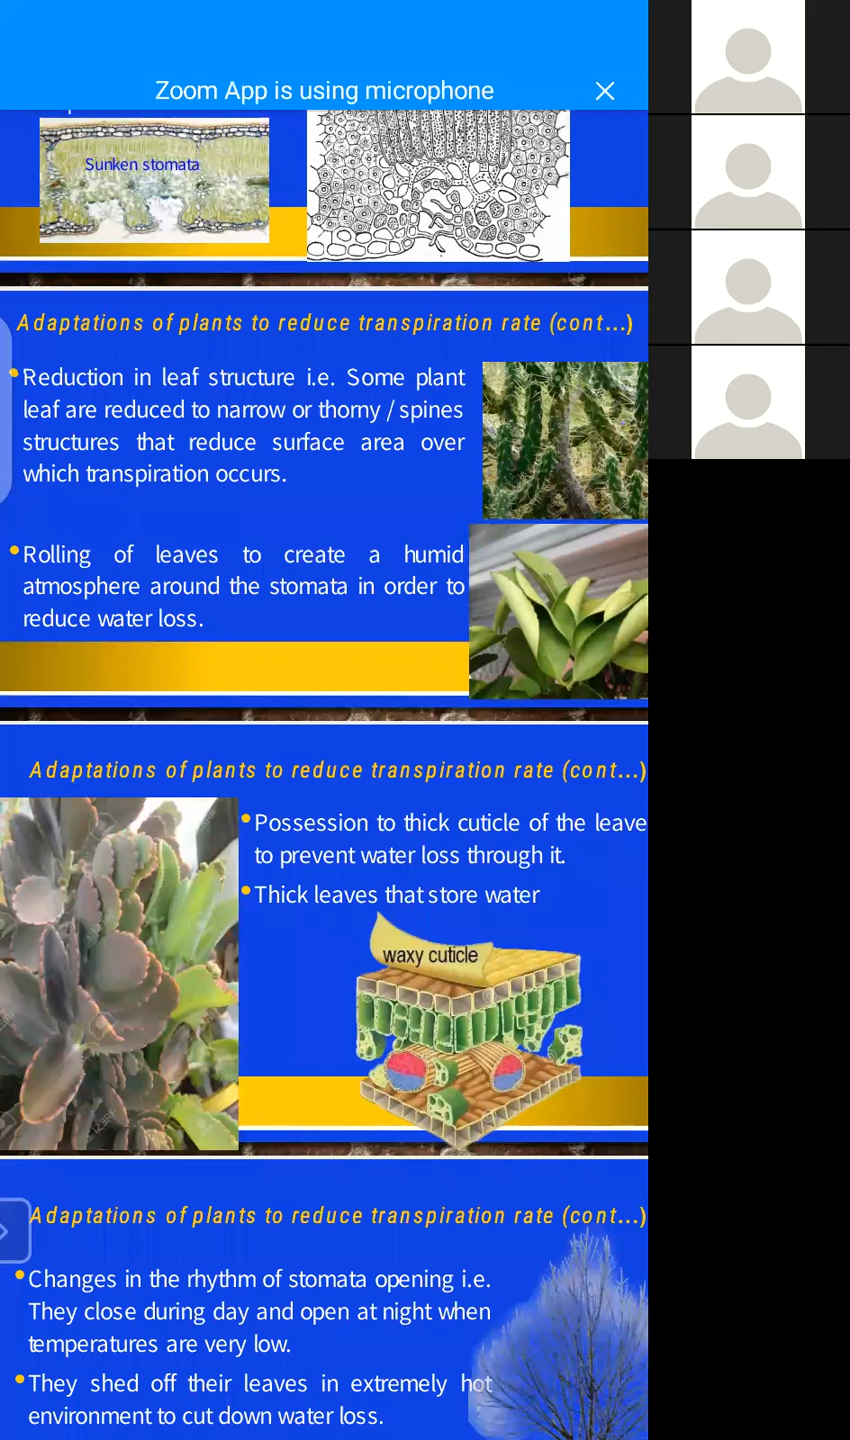 Zoom App is using microphone
Sunken stomata
Adaptations of plants to reduce transpiration rate (cont...)
Reduction in leaf structure i.e. Some plant
leaf are reduced to narrow or thorny / spines
structures that reduce surface area over
which transpiration occurs.
Rolling of leaves to create a humid
atmosphere around the stomata in order to
reduce water loss.
Adaptations of plants to reduce transpiration rate (cont...)
Possession to thick cuticle of the leave
to prevent water loss through it.
Thick leaves that store water
waxy cuticle
Adaptations of plants to reduce transpiration rate (cont...)
Changes in the rhythm of stomata opening i.e.
They close during day and open at night when
temperatures are very low.
They shed off their leaves in extremely hot
environment to cut down water loss.